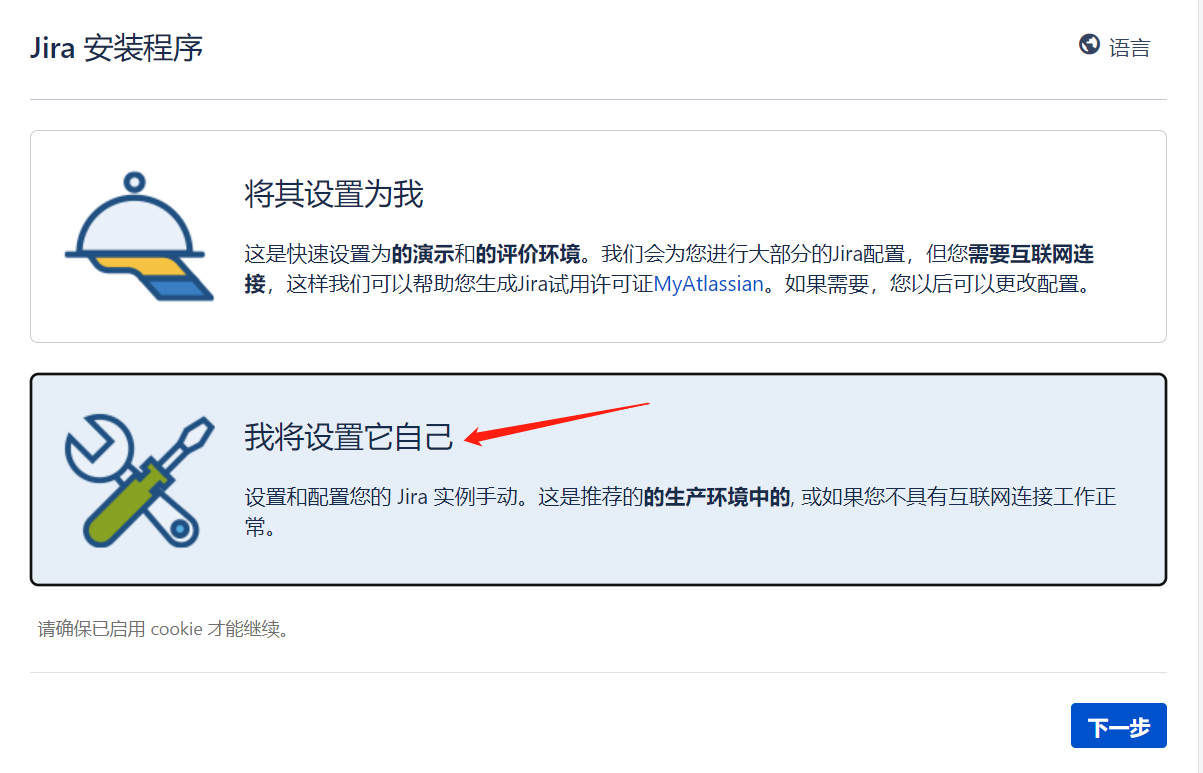 Jira 安装程序
语言
将其设置为我
这是快速设置为的演示和的评价环境。我们会为您进行大部分的Jira配置，但您需要互联网连
接，这样我们可以帮助您生成Jira试用许可证MyAtlassian。如果需要，您以后可以更改配置。
我将设置它自己
设置和配置您的 Jira 实例手动。这是推荐的的生产环境中的, 或如果您不具有互联网连接工作正
常。
请确保已启用 cookie 才能继续。
下一步